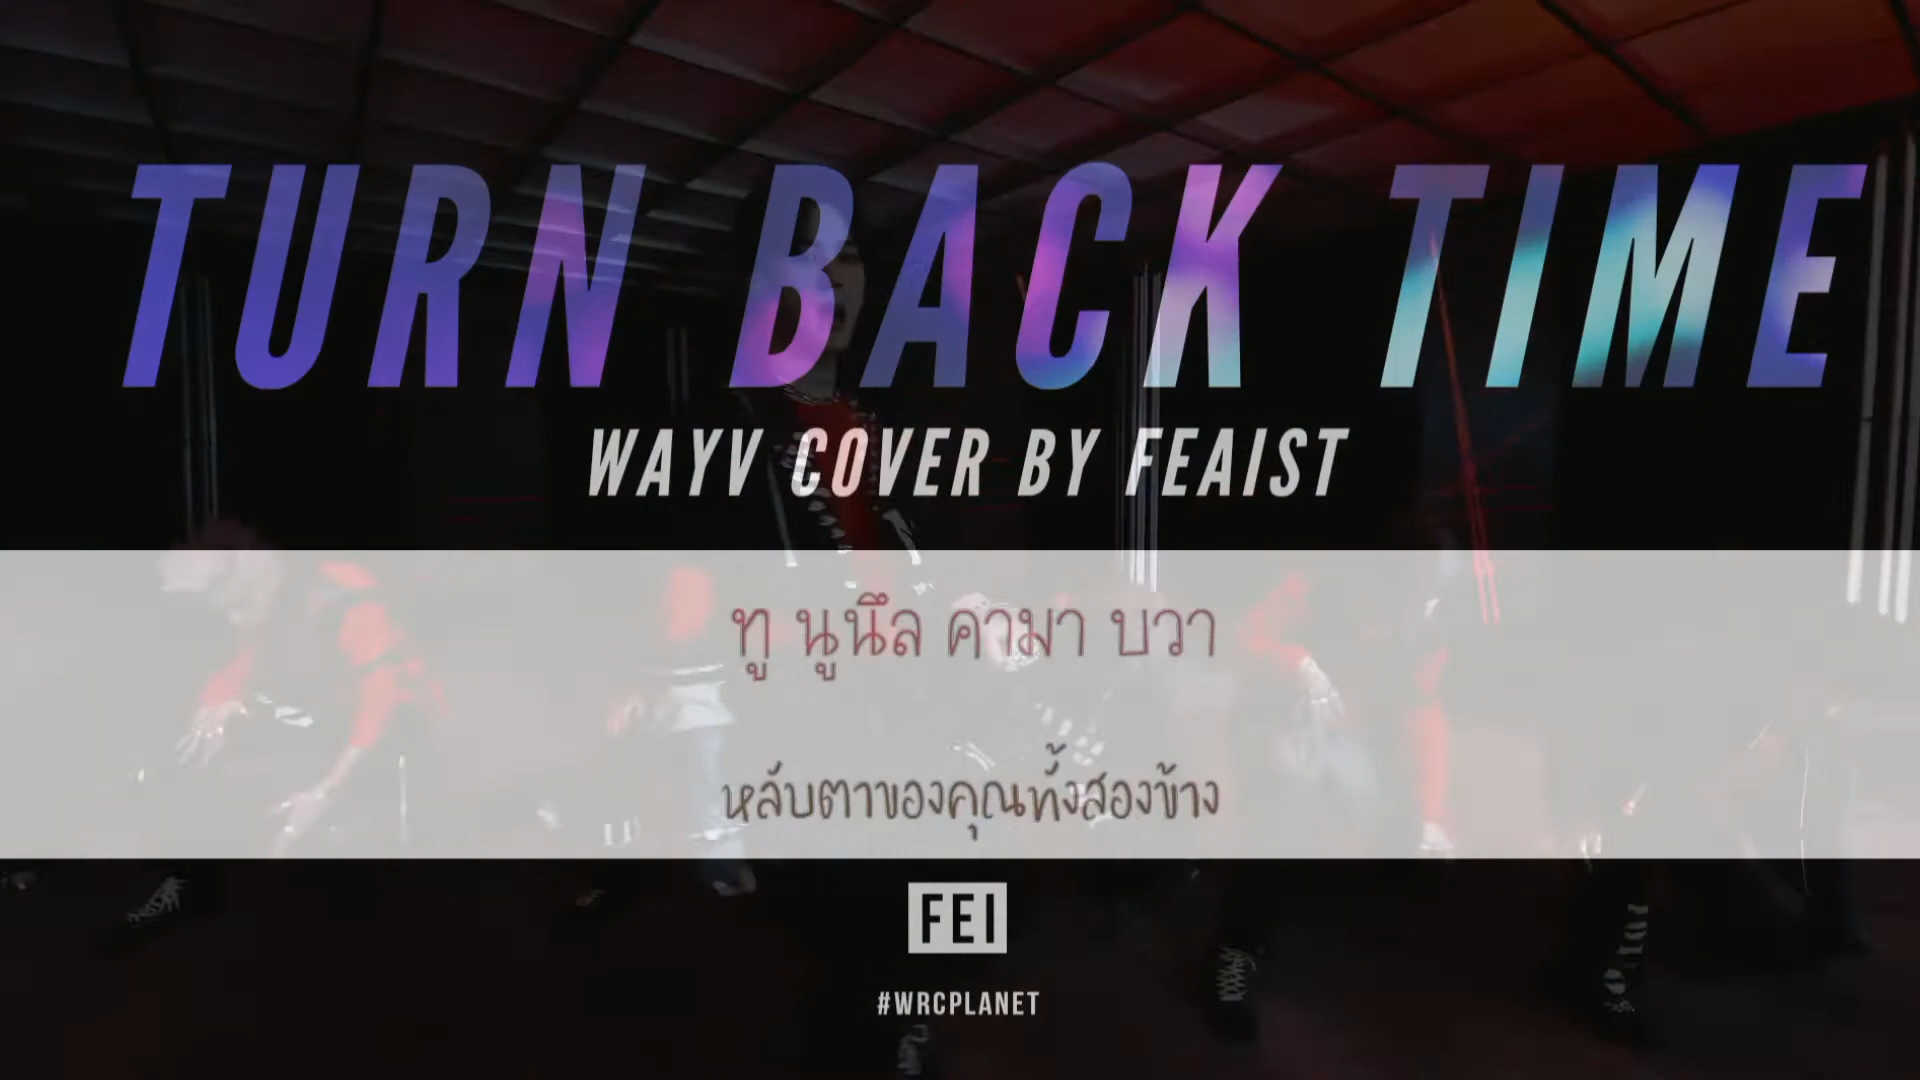 TURN BACK TIME
WAYV COVER BY FEAIST
ทู นูนึล คามา บวา
หลับตาของคุณทั้งสองข้าง
FEI
#WRCPLANET